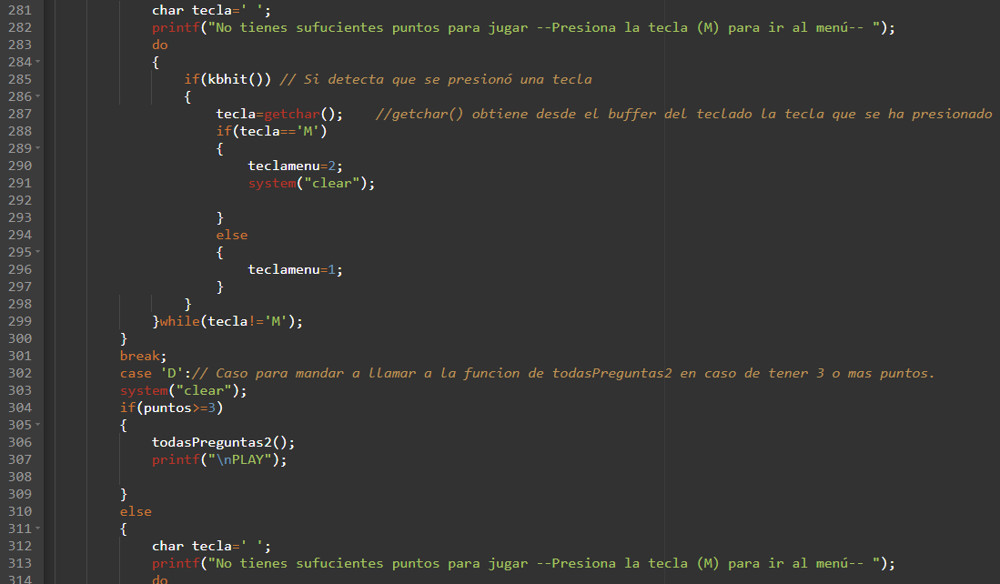 281 char tecla=' ';
282 printf("No tienes sufucientes puntos para jugar --Presiona la tecla (M) para ir al menú-- ");
283 do
284 {
285 if(kbhit()) // Si detecta que se presionó una tecla
286 {
287 tecla=getchar(); //getchar() obtiene desde el buffer del teclado la tecla que se ha presionado
288 if(tecla=='M')
289 {
290 teclamenu=2;
291 system("clear");
292
293 }
294 else
295 {
296 teclamenu=1;
297 }
298 }
299 }while(tecla!='M');
300 }
301 break;
302 case 'D':// Caso para mandar a llamar a la funcion de todasPreguntas2 en caso de tener 3 o mas puntos.
303 system("clear");
304 if(puntos>=3)
305 {
306 todasPreguntas2();
307 printf("\nPLAY");
308
309 }
310 else
311 {
312 char tecla=' ';
313 printf("No tienes sufucientes puntos para jugar --Presiona la tecla (M) para ir al menú-- ");
314 do